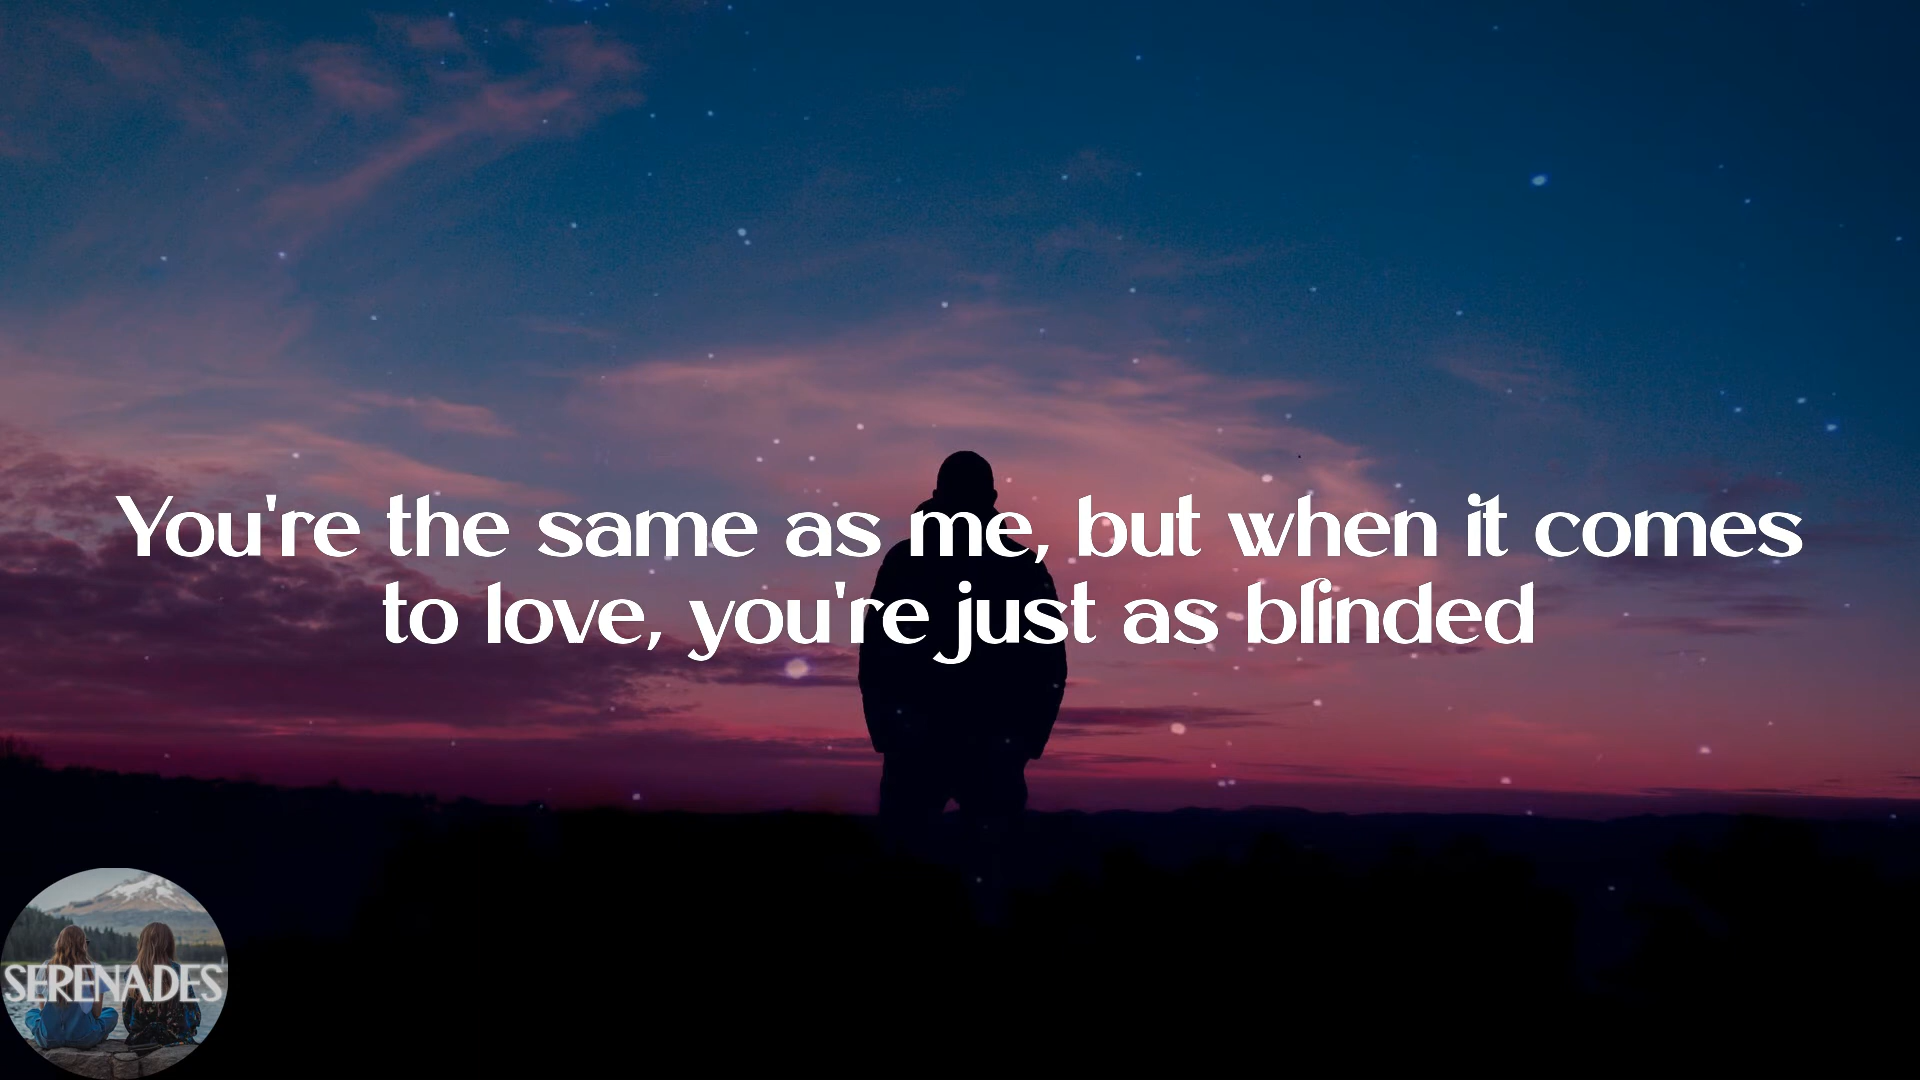 You're the same as me, but when it comes
to love, you're just as blinded
SERENADES